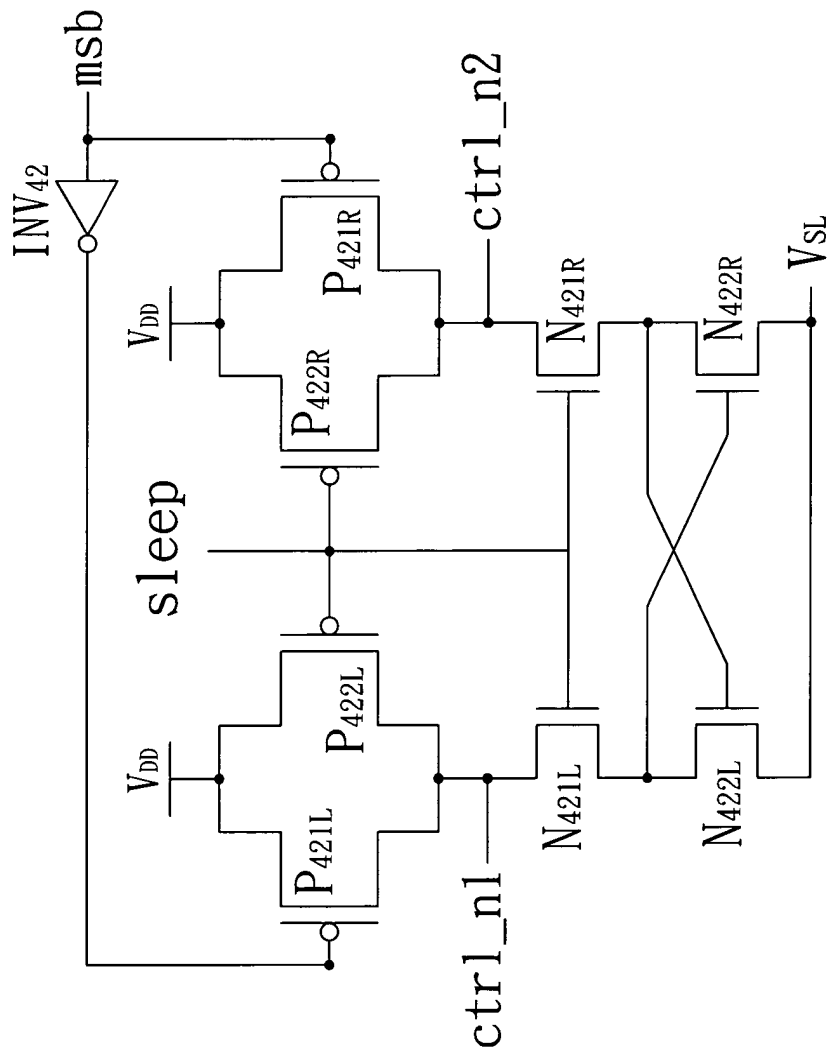 msb
INV42
VDD
VDD
P421R
P422R
P422L
P421L
sleep
ctrl_n2
ctrl_n1
N421R
N421L
N422R
N422L
VSL